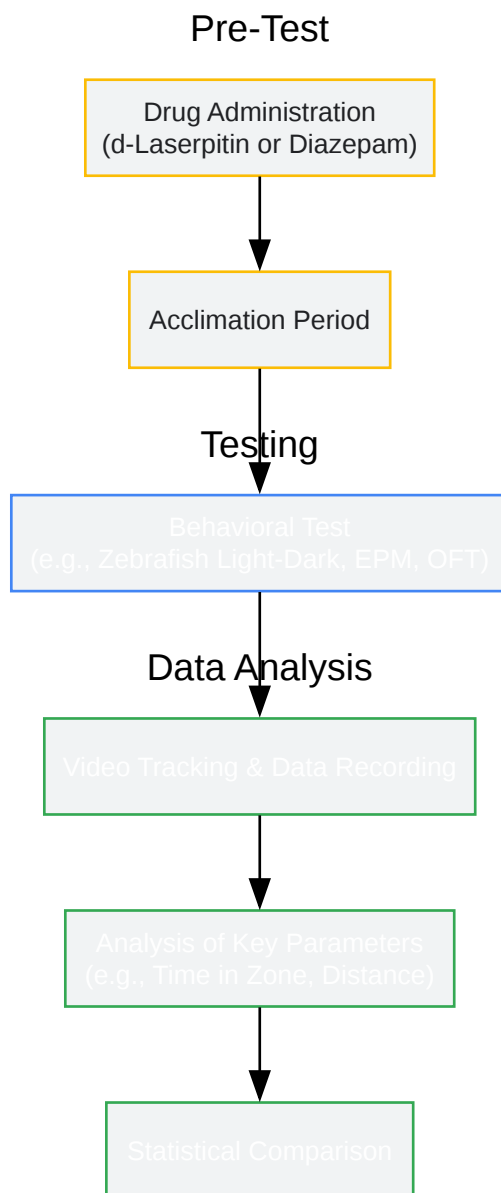 Pre-Test
Drug Administration
(d-Laserpitin or Diazepam)
Acclimation Period
Testing
Behavioral Test
(e.g., Zebrafish Light-Dark, EPM, OFT)
Data Analysis
Video Tracking & Data Recording
Analysis of Key Parameters
(e.g., Time in Zone, Distance)
Statistical Comparison